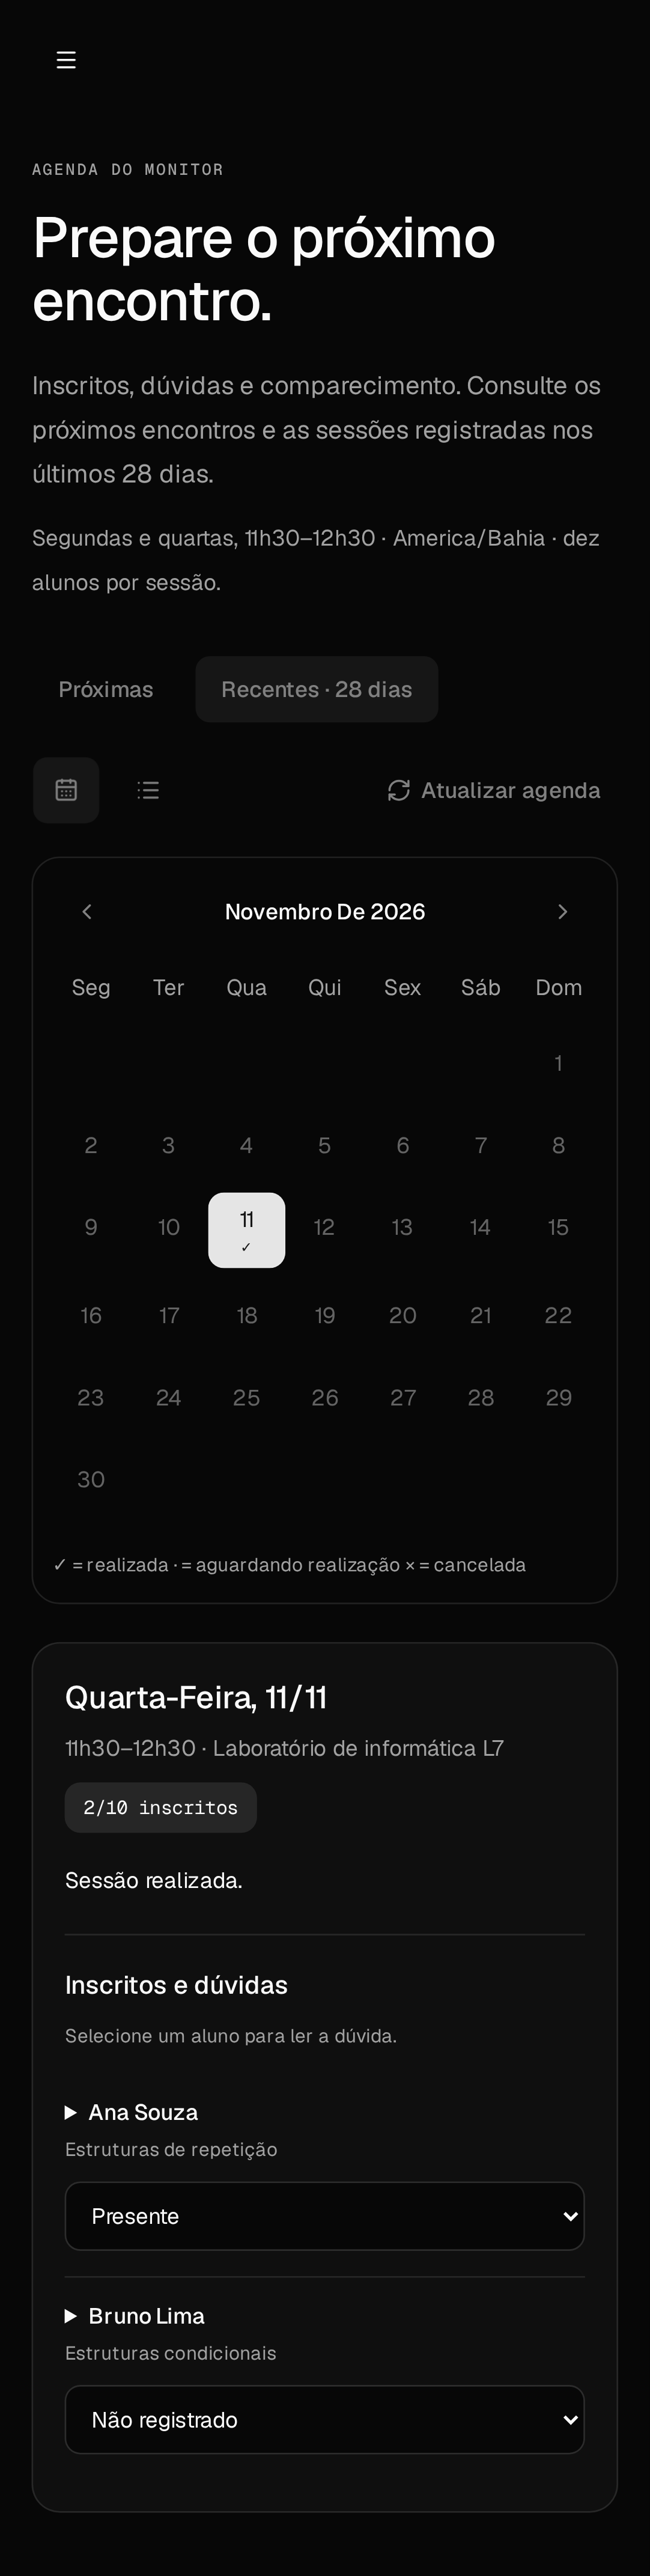 AGENDA DO MONITOR
Prepare o próximo
encontro.
Inscritos, dúvidas e comparecimento. Consulte os
próximos encontros e as sessões registradas nos
últimos 28 dias.
Segundas e quartas, 11h30–12h30 · America/Bahia · dez
alunos por sessão.
Próximas Recentes · 28 dias
Atualizar agenda
Novembro De 2026
Seg Ter Qua Qui Sex Sáb Dom
1
2 3 4 5 6 7 8
9 10 11 12 13 14 15
✓
16 17 18 19 20 21 22
23 24 25 26 27 28 29
30
✓ = realizada · = aguardando realização × = cancelada
Quarta-Feira, 11/11
11h30–12h30 · Laboratório de informática L7
2/10 inscritos
Sessão realizada.
Inscritos e dúvidas
Selecione um aluno para ler a dúvida.
Ana Souza
Estruturas de repetição
Presente
Bruno Lima
Estruturas condicionais
Não registrado